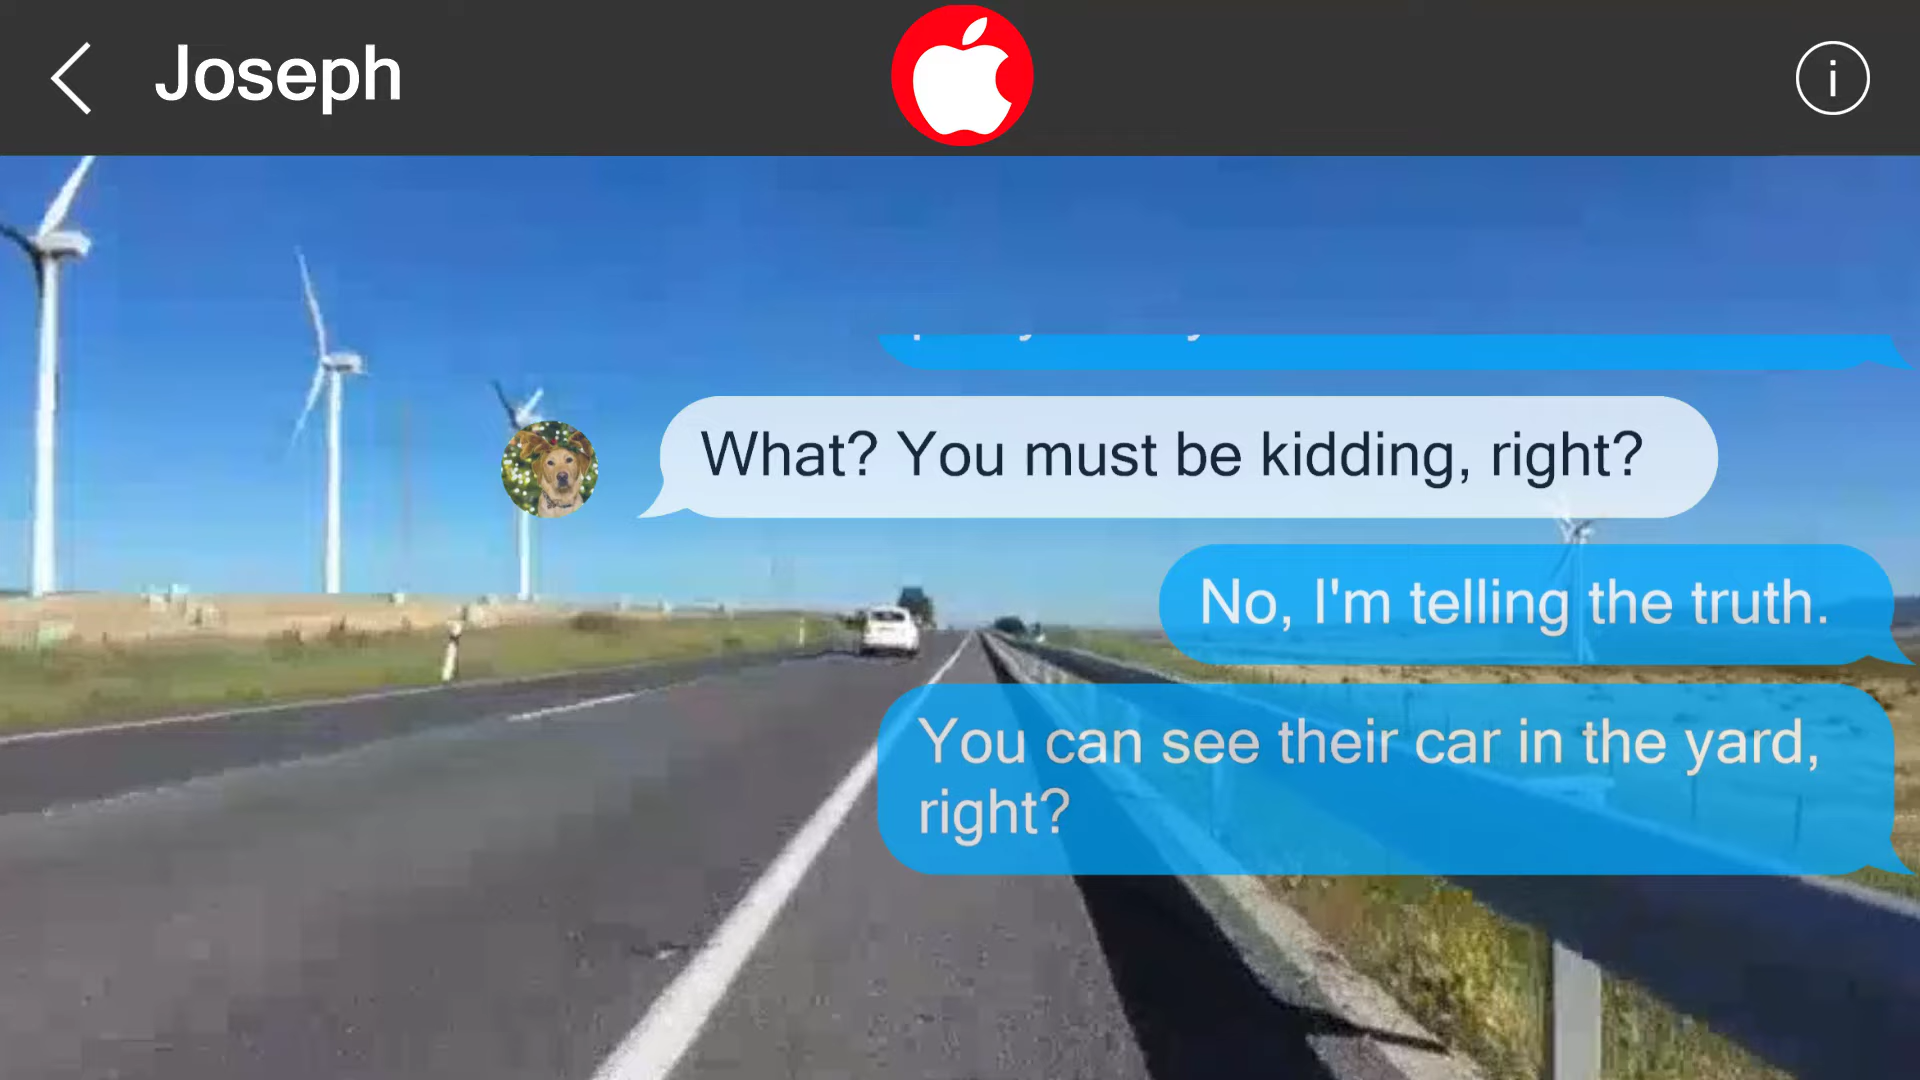 Joseph
What? You must be kidding, right?
No, I'm telling the truth.
You can see their car in the yard,
right?